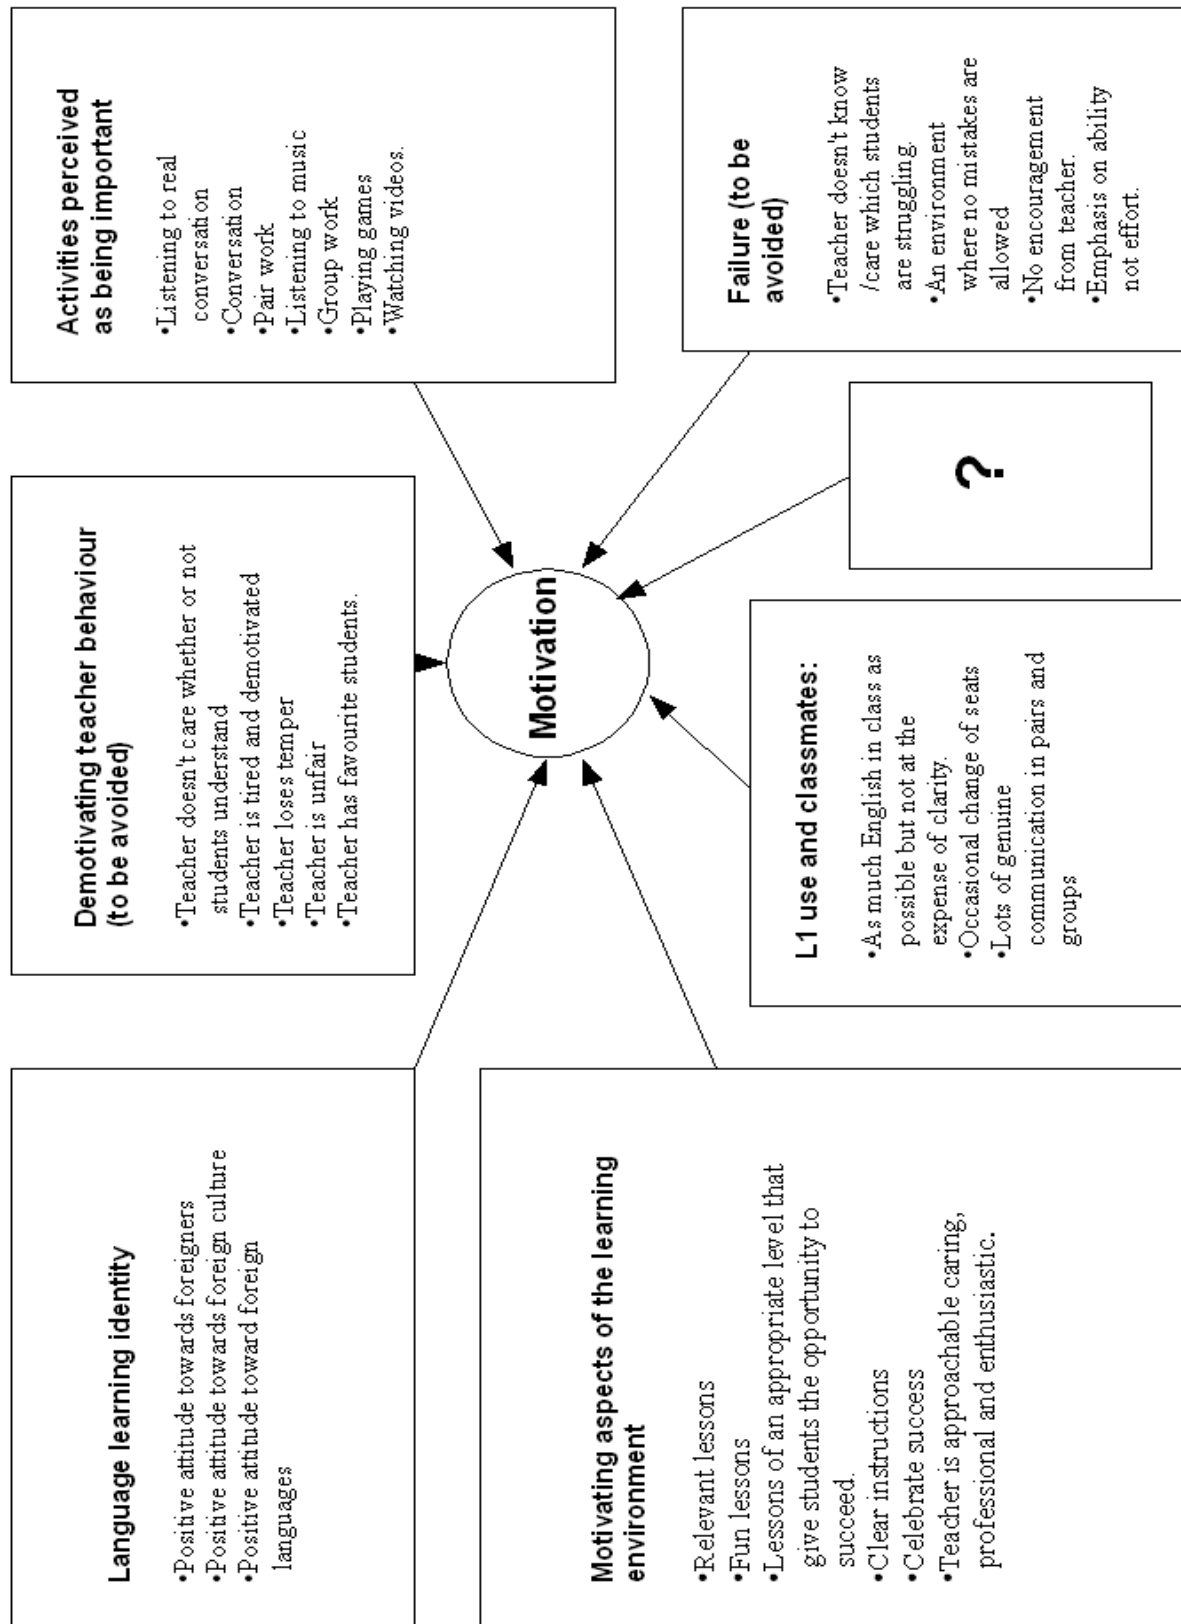 Language learning identity
•Positive attitude towards foreigners
•Positive attitude towards foreign culture
•Positive attitude toward foreign
languages
Demotivating teacher behaviour
(to be avoided)
•Teacher doesn't care whether or not
students understand
•Teacher is tired and demotivated
•Teacher loses temper
•Teacher is unfair
•Teacher has favourite students.
Activities perceived
as being important
•Listening to real
conversation
•Conversation
•Pair work
•Listening to music
•Group work
•Playing games
•Watching videos.
Motivation
Motivating aspects of the learning
environment
•Relevant lessons
•Fun lessons
•Lessons of an appropriate level that
give students the opportunity to
succeed.
•Clear instructions
•Celebrate success
•Teacher is approachable caring,
professional and enthusiastic.
L1 use and classmates:
•As much English in class as
possible but not at the
expense of clarity.
•Occasional change of seats
•Lots of genuine
communication in pairs and
groups
?
Failure (to be
avoided)
•Teacher doesn't know
/care which students
are struggling.
•An environment
where no mistakes are
allowed
•No encouragement
from teacher.
•Emphasis on ability
not effort.